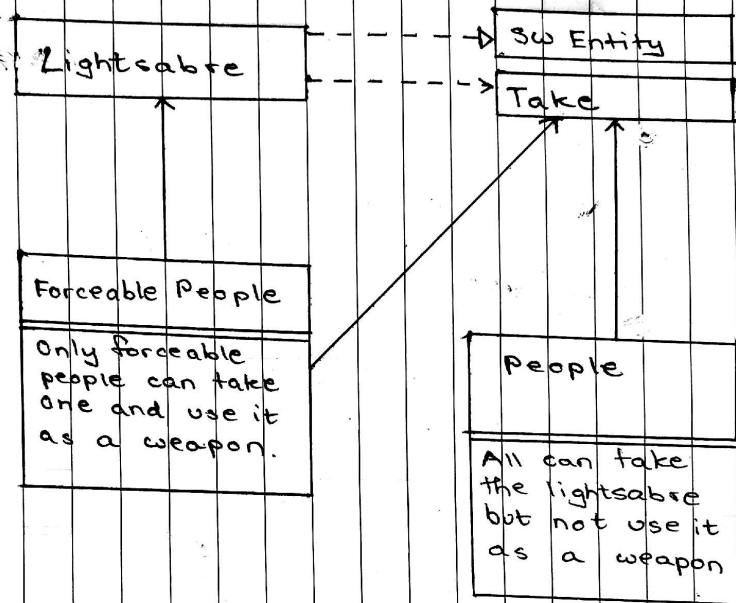 Lightsabre
SW Entity
Take
Forceable People
Only forceable
people can take
one and use it
as a weapon.
People
All can take
the lightsabre
but not use it
as a weapon